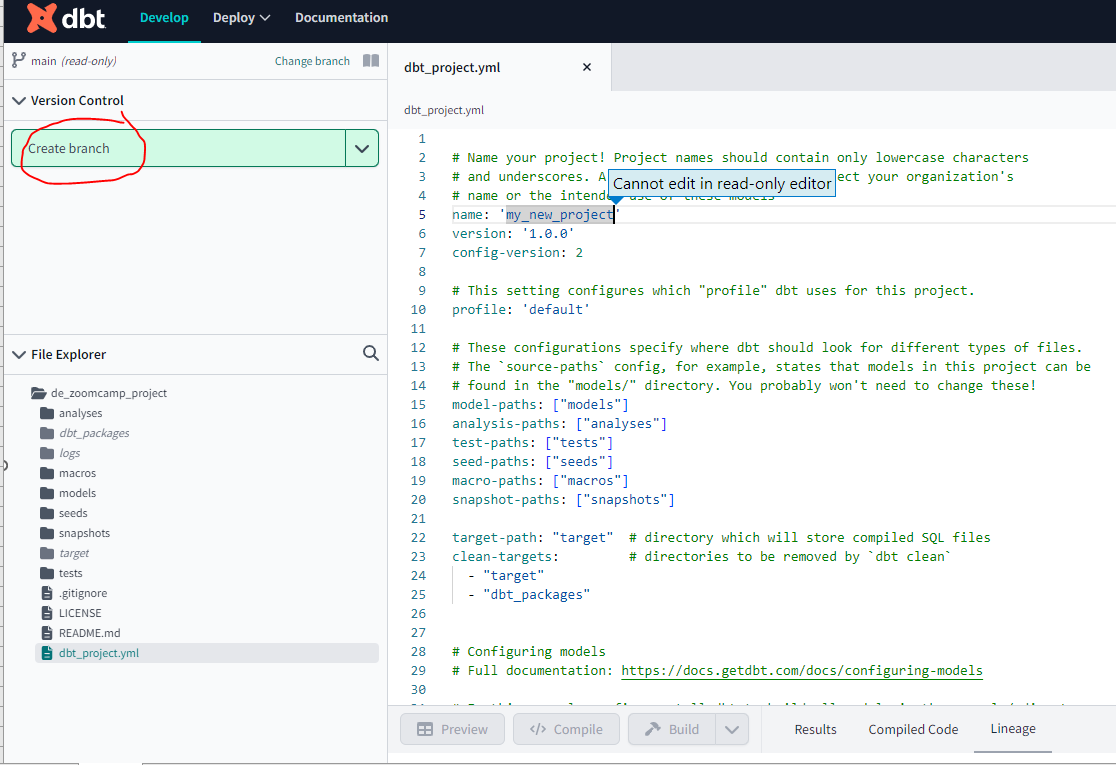 dbt
Develop
Deploy
Documentation
main (read-only)
Change branch
Version Control
Create branch
File Explorer
de_zoomcamp_project
analyses
dbt_packages
logs
macros
models
seeds
snapshots
target
tests
.gitignore
LICENSE
README.md
dbt_project.yml
dbt_project.yml
dbt_project.yml
1
2 # Name your project! Project names should contain only lowercase characters
3 # and underscores. A ect your organization's
Cannot edit in read-only editor
4 # name or the intende use of these models
5 name: 'my_new_project'
6 version: '1.0.0'
7 config-version: 2
8
9 # This setting configures which "profile" dbt uses for this project.
10 profile: 'default'
11
12 # These configurations specify where dbt should look for different types of files.
13 # The `source-paths` config, for example, states that models in this project can be
14 # found in the "models/" directory. You probably won't need to change these!
15 model-paths: ["models"]
16 analysis-paths: ["analyses"]
17 test-paths: ["tests"]
18 seed-paths: ["seeds"]
19 macro-paths: ["macros"]
20 snapshot-paths: ["snapshots"]
21
22 target-path: "target" # directory which will store compiled SQL files
23 clean-targets: # directories to be removed by `dbt clean`
24 - "target"
25 - "dbt_packages"
26
27
28 # Configuring models
29 # Full documentation: https://docs.getdbt.com/docs/configuring-models
30
Preview
Compile
Build
Results
Compiled Code
Lineage